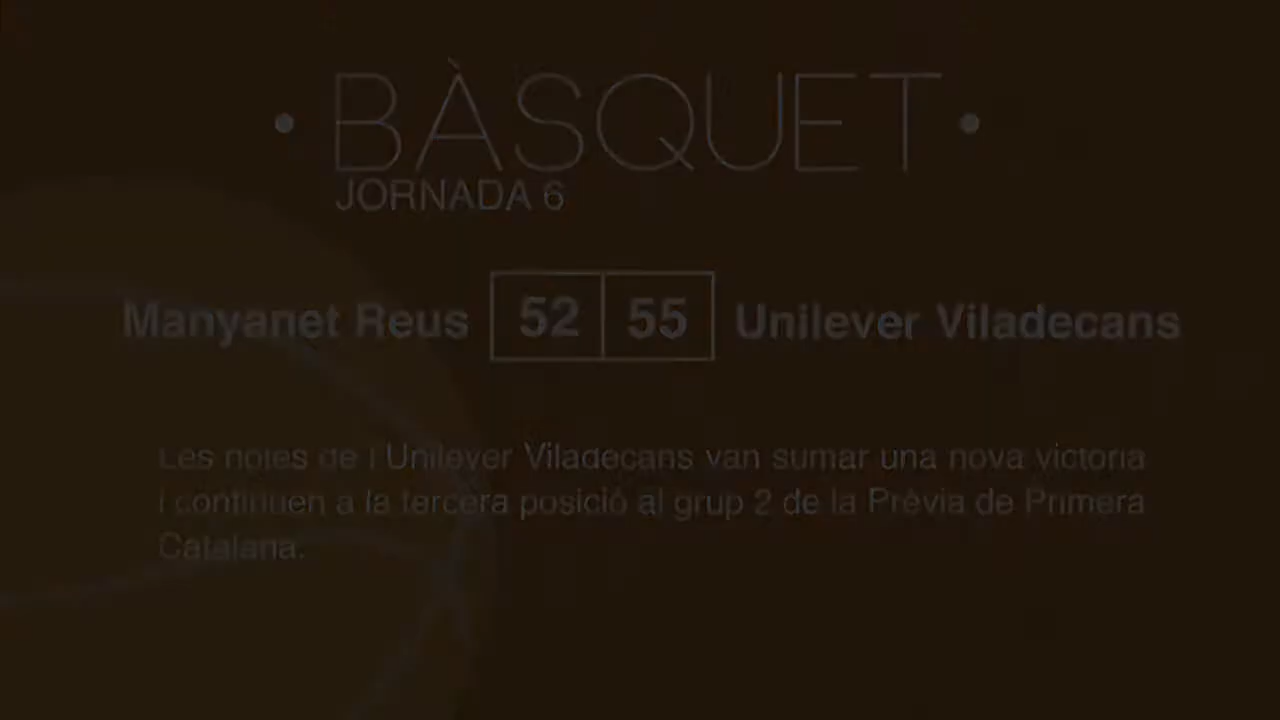 • BÀSQUET •
JORNADA 6
Manyanet Reus 52 55 Unilever Viladecans
Les noies de l'Unilever Viladecans van sumar una nova victòria
i continuen a la tercera posició al grup 2 de la Prèvia de Primera
Catalana.